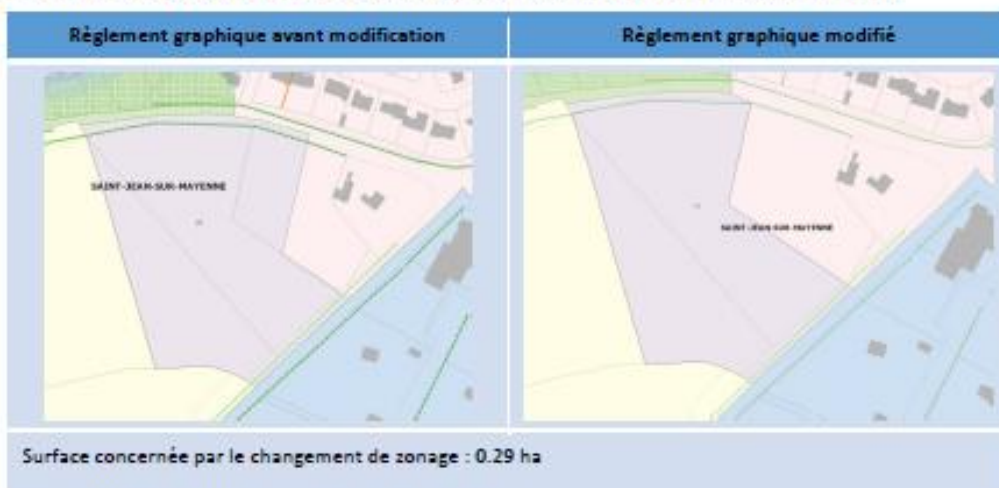 Règlement graphique avant modification
Règlement graphique modifié
SAINT-JEAN-SUR-MAYENNE
SAINT-JEAN-SUR-MAYENNE
Surface concernée par le changement de zonage : 0.29 ha